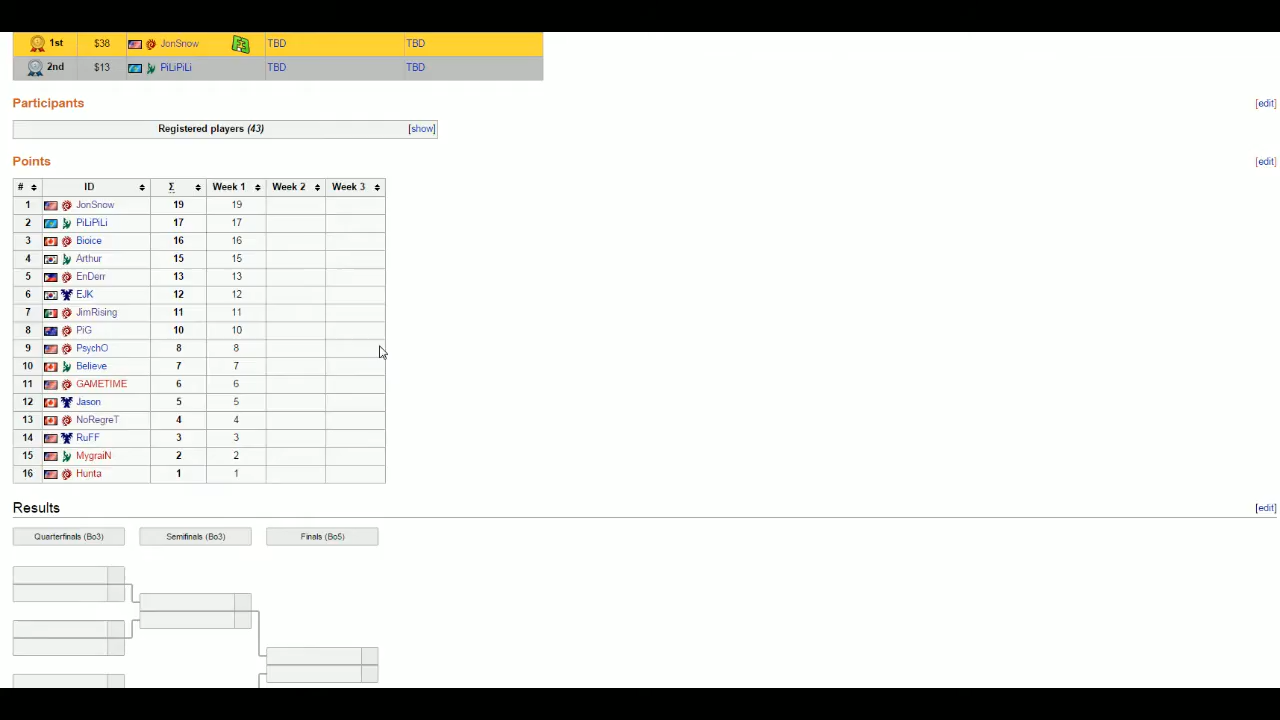 1st $38 JonSnow TBD TBD
2nd $13 PiLiPiLi TBD TBD
Participants [edit]
Registered players (43) [show]
Points [edit]
# ID Σ Week 1 Week 2 Week 3
1 JonSnow 19 19
2 PiLiPiLi 17 17
3 Bioice 16 16
4 Arthur 15 15
5 EnDerr 13 13
6 EJK 12 12
7 JimRising 11 11
8 PiG 10 10
9 PsychO 8 8
10 Believe 7 7
11 GAMETIME 6 6
12 Jason 5 5
13 NoRegreT 4 4
14 RuFF 3 3
15 MygraiN 2 2
16 Hunta 1 1
Results [edit]
Quarterfinals (Bo3) Semifinals (Bo3) Finals (Bo5)